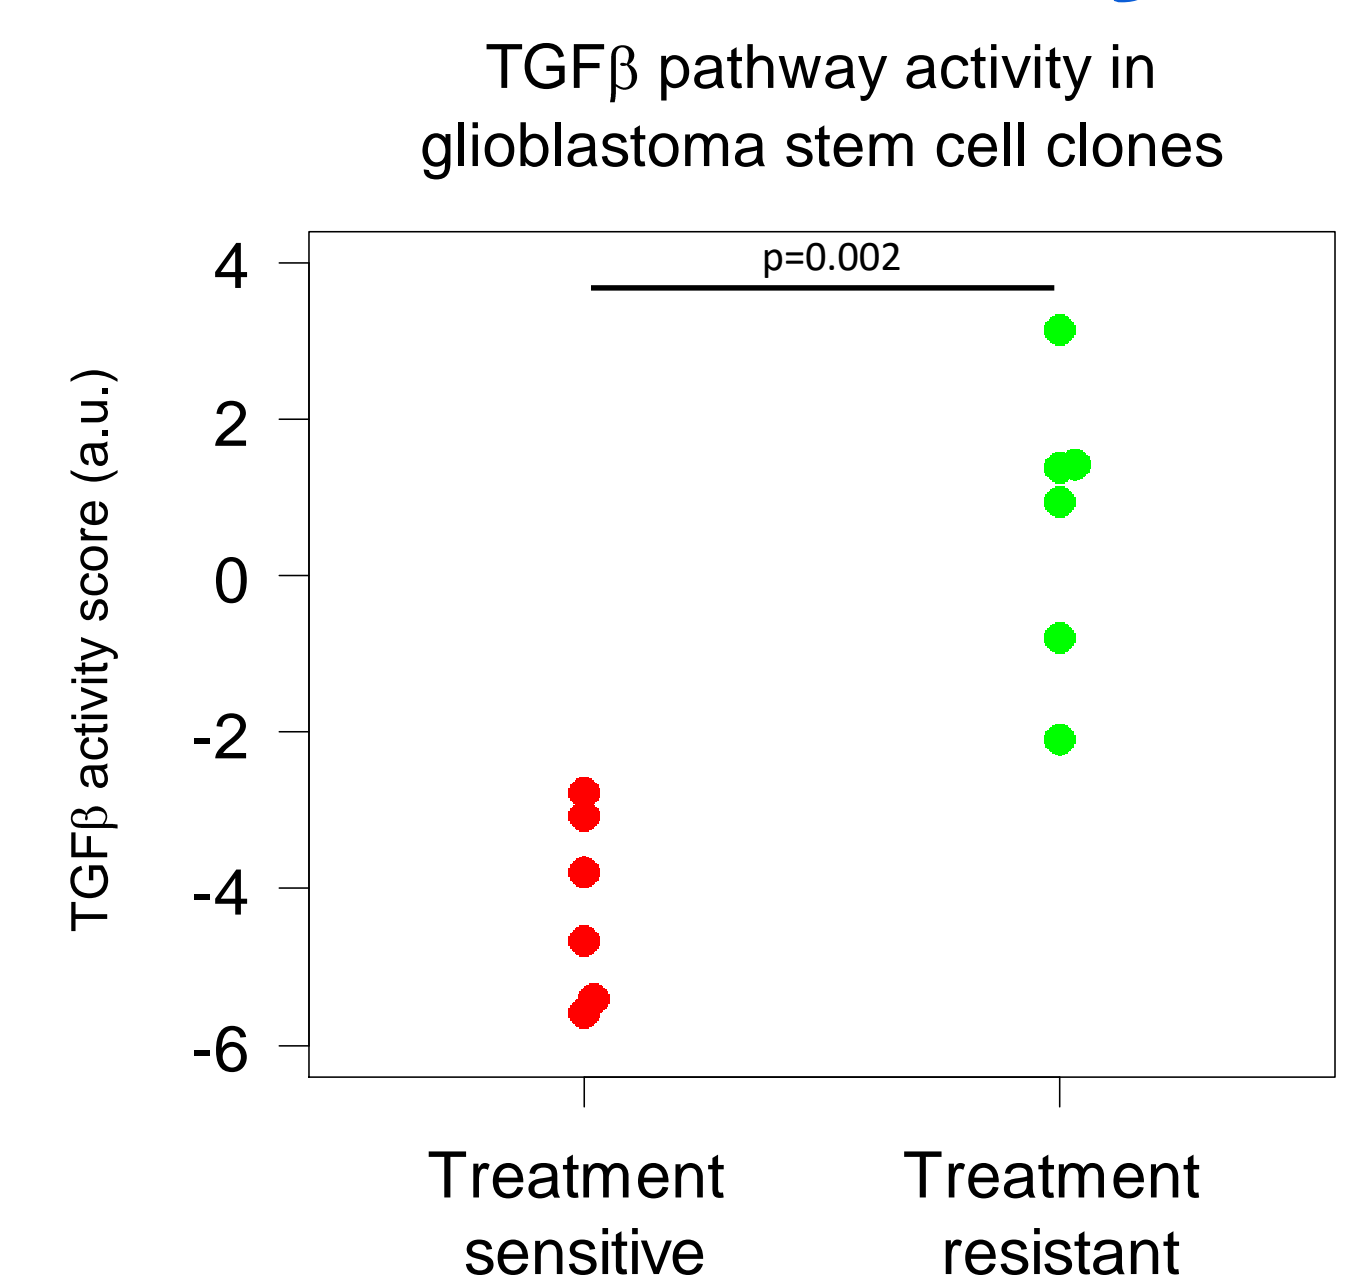 TGFβ pathway activity in
glioblastoma stem cell clones
p=0.002
TGFβ activity score (a.u.)
4
2
0
-2
-4
-6
Treatment
sensitive
Treatment
resistant